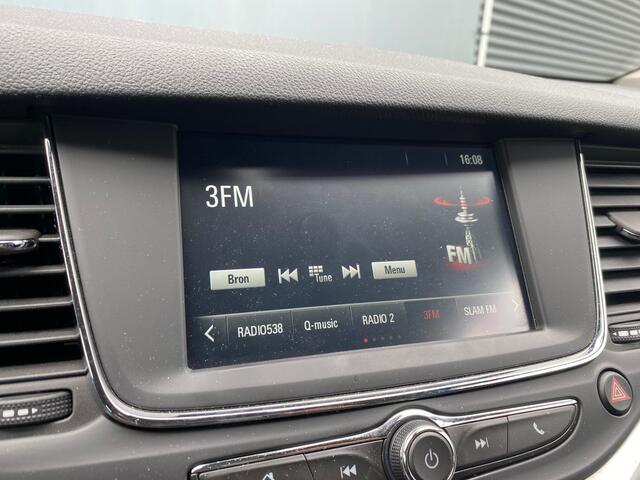 16:08
3FM
FM
Bron Tune Menu
RADIO538 Q-music RADIO 2 3FM SLAM FM